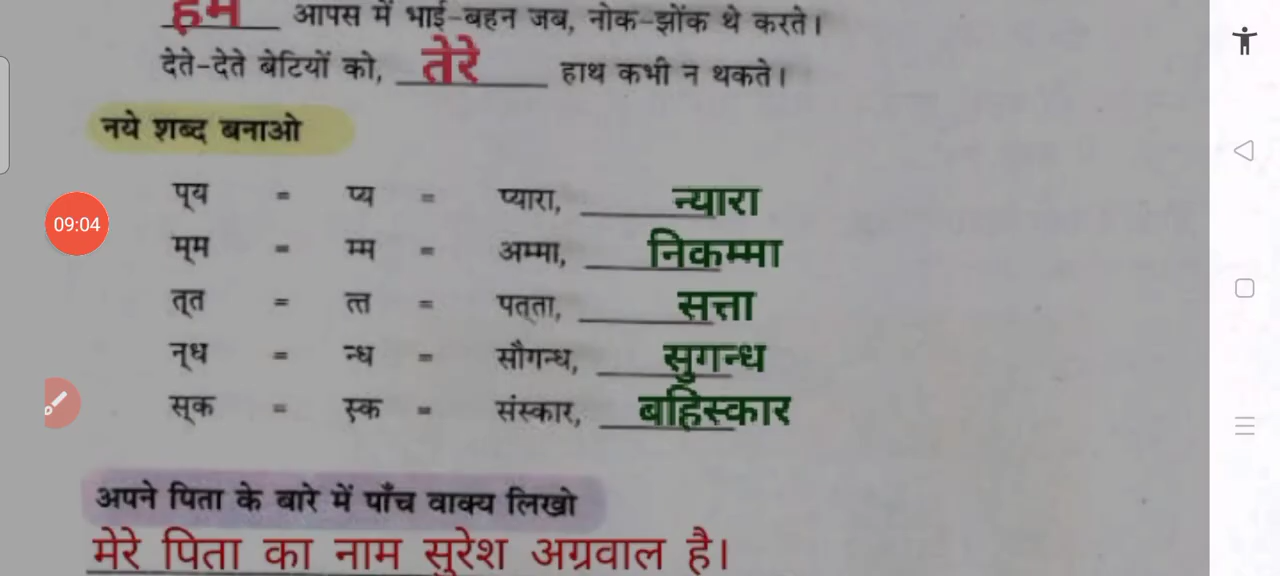 हम आपस में भाई-बहन जब, नोक-झोंक थे करते।
देते-देते बेटियों को, तेरे हाथ कभी न थकते।
नये शब्द बनाओ
प्‌य = प्य = प्यारा, न्यारा
म्‌म = म्म = अम्मा, निकम्मा
त्‌त = त्त = पत्‌ता, सत्ता
न्‌ध = न्ध = सौगन्ध, सुगन्ध
स्‌क = स्क = संस्कार, बहिस्कार
अपने पिता के बारे में पाँच वाक्य लिखो
मेरे पिता का नाम सुरेश अग्रवाल है।
09:04